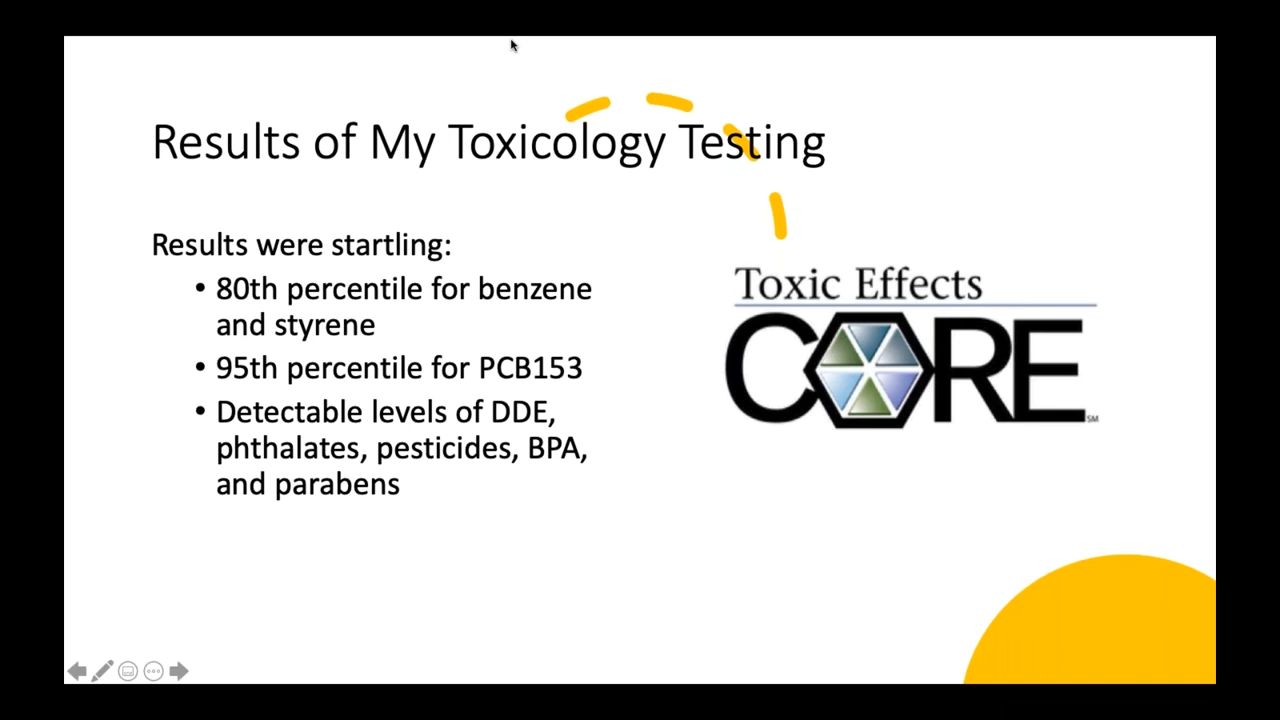 Results of My Toxicology Testing
Results were startling:
• 80th percentile for benzene
and styrene
• 95th percentile for PCB153
• Detectable levels of DDE,
phthalates, pesticides, BPA,
and parabens
Toxic Effects
CORE
SM